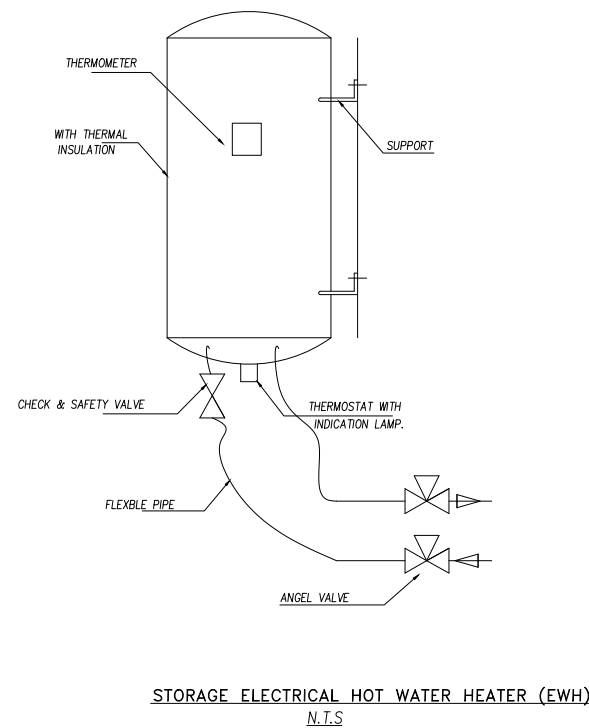 THERMOMETER
WITH THERMAL
INSULATION
SUPPORT
CHECK & SAFETY VALVE
THERMOSTAT WITH
INDICATION LAMP.
FLEXBLE PIPE
ANGEL VALVE
STORAGE ELECTRICAL HOT WATER HEATER (EWH)
N.T.S